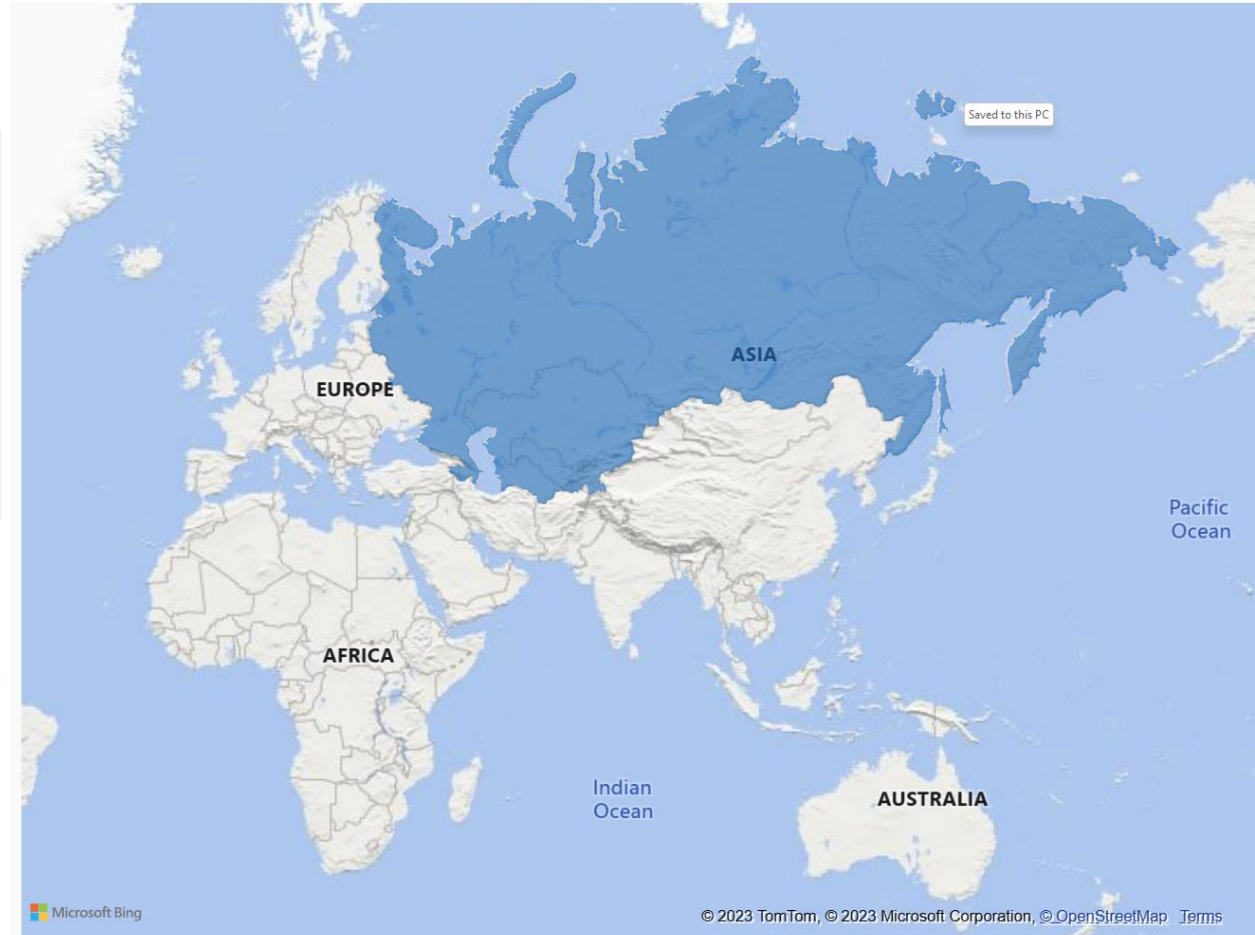 Saved to this PC
ASIA
EUROPE
Pacific
Ocean
AFRICA
Indian
Ocean
AUSTRALIA
Microsoft Bing
© 2023 TomTom, © 2023 Microsoft Corporation, © OpenStreetMap Terms